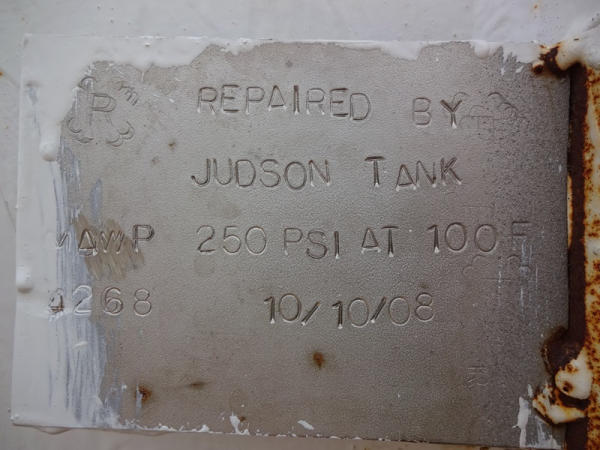 R REPAIRED BY
JUDSON TANK
MAWP 250 PSI AT 100F
4268 10/10/08
R